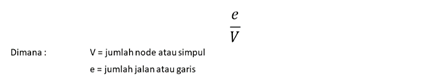 e
V
Dimana : V = jumlah node atau simpul
e = jumlah jalan atau garis